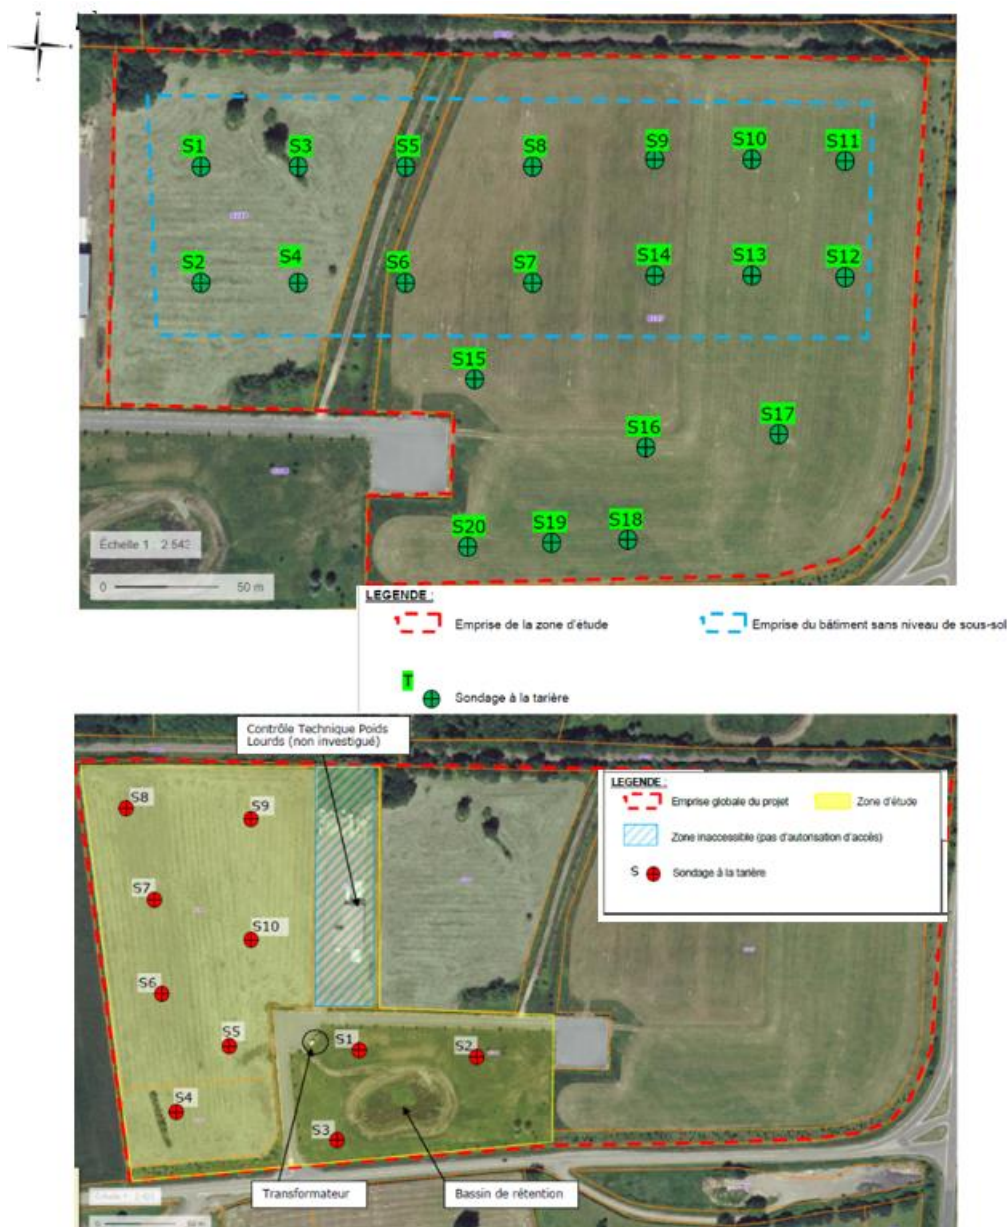 S1
S3
S5
S8
S9
S10
S11
S2
S4
S6
S7
S14
S13
S12
S15
S16
S17
S20
S19
S18
Échelle 1 : 2 543
0 50 m
LEGENDE :
Emprise de la zone d'étude
Emprise du bâtiment sans niveau de sous-sol
T
Sondage à la tarière
Contrôle Technique Poids
Lourds (non investigué)
LEGENDE :
Emprise globale du projet
Zone d'étude
Zone inaccessible (pas d'autorisation d'accès)
S
Sondage à la tarière
S8
S9
S7
S10
S6
S5
S1
S2
S4
S3
Transformateur
Bassin de rétention